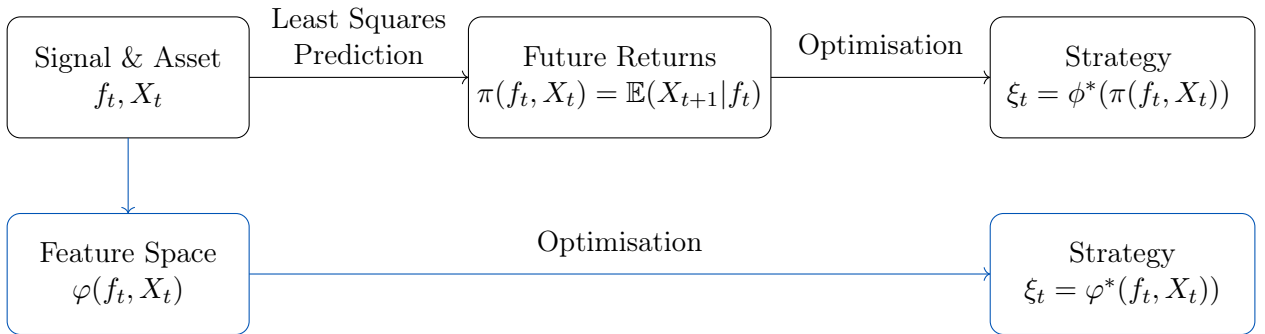 Signal & Asset
f_t, X_t
Least Squares
Prediction
Future Returns
π(f_t, X_t) = 𝔼(X_{t+1}|f_t)
Optimisation
Strategy
ξ_t = ϕ*(π(f_t, X_t))
Feature Space
φ(f_t, X_t)
Optimisation
Strategy
ξ_t = φ*(f_t, X_t))